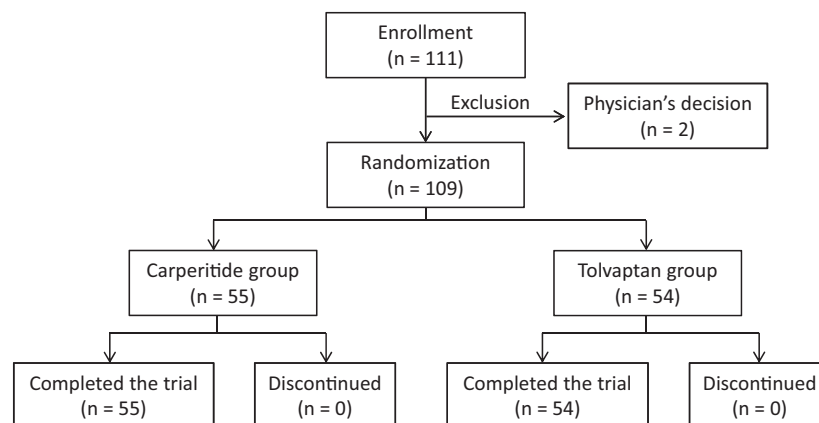 Enrollment
(n = 111)
Exclusion
Physician's decision
(n = 2)
Randomization
(n = 109)
Carperitide group
(n = 55)
Tolvaptan group
(n = 54)
Completed the trial
(n = 55)
Discontinued
(n = 0)
Completed the trial
(n = 54)
Discontinued
(n = 0)